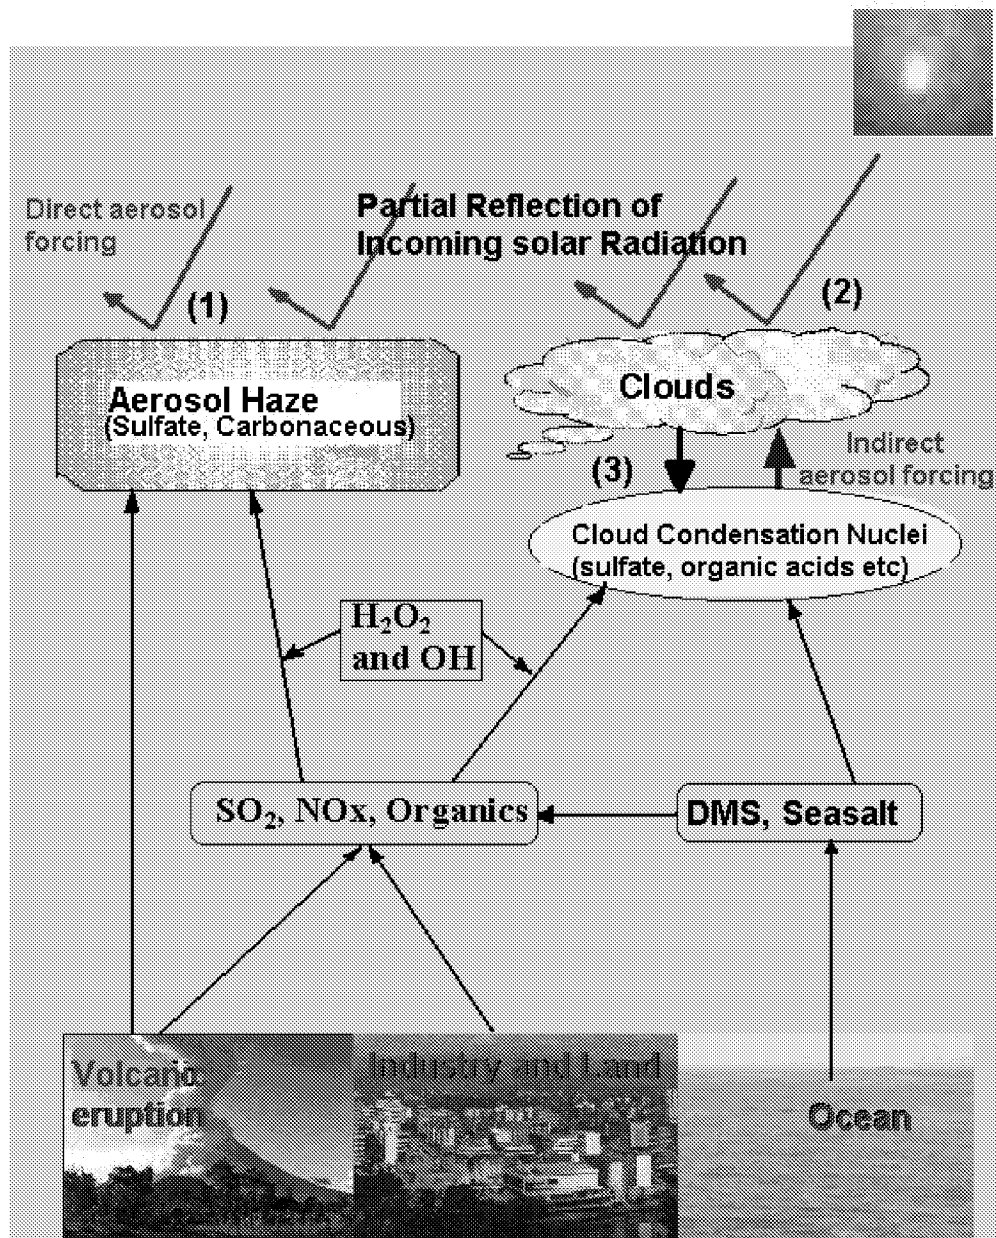 Direct aerosol
forcing
Partial Reflection of
Incoming solar Radiation
(1)
(2)
Aerosol Haze
(Sulfate, Carbonaceous)
Clouds
(3)
Indirect
aerosol forcing
Cloud Condensation Nuclei
(sulfate, organic acids etc)
H₂O₂
and OH
SO₂, NOx, Organics
DMS, Seasalt
Volcanic
eruption
Industry and Land
Ocean